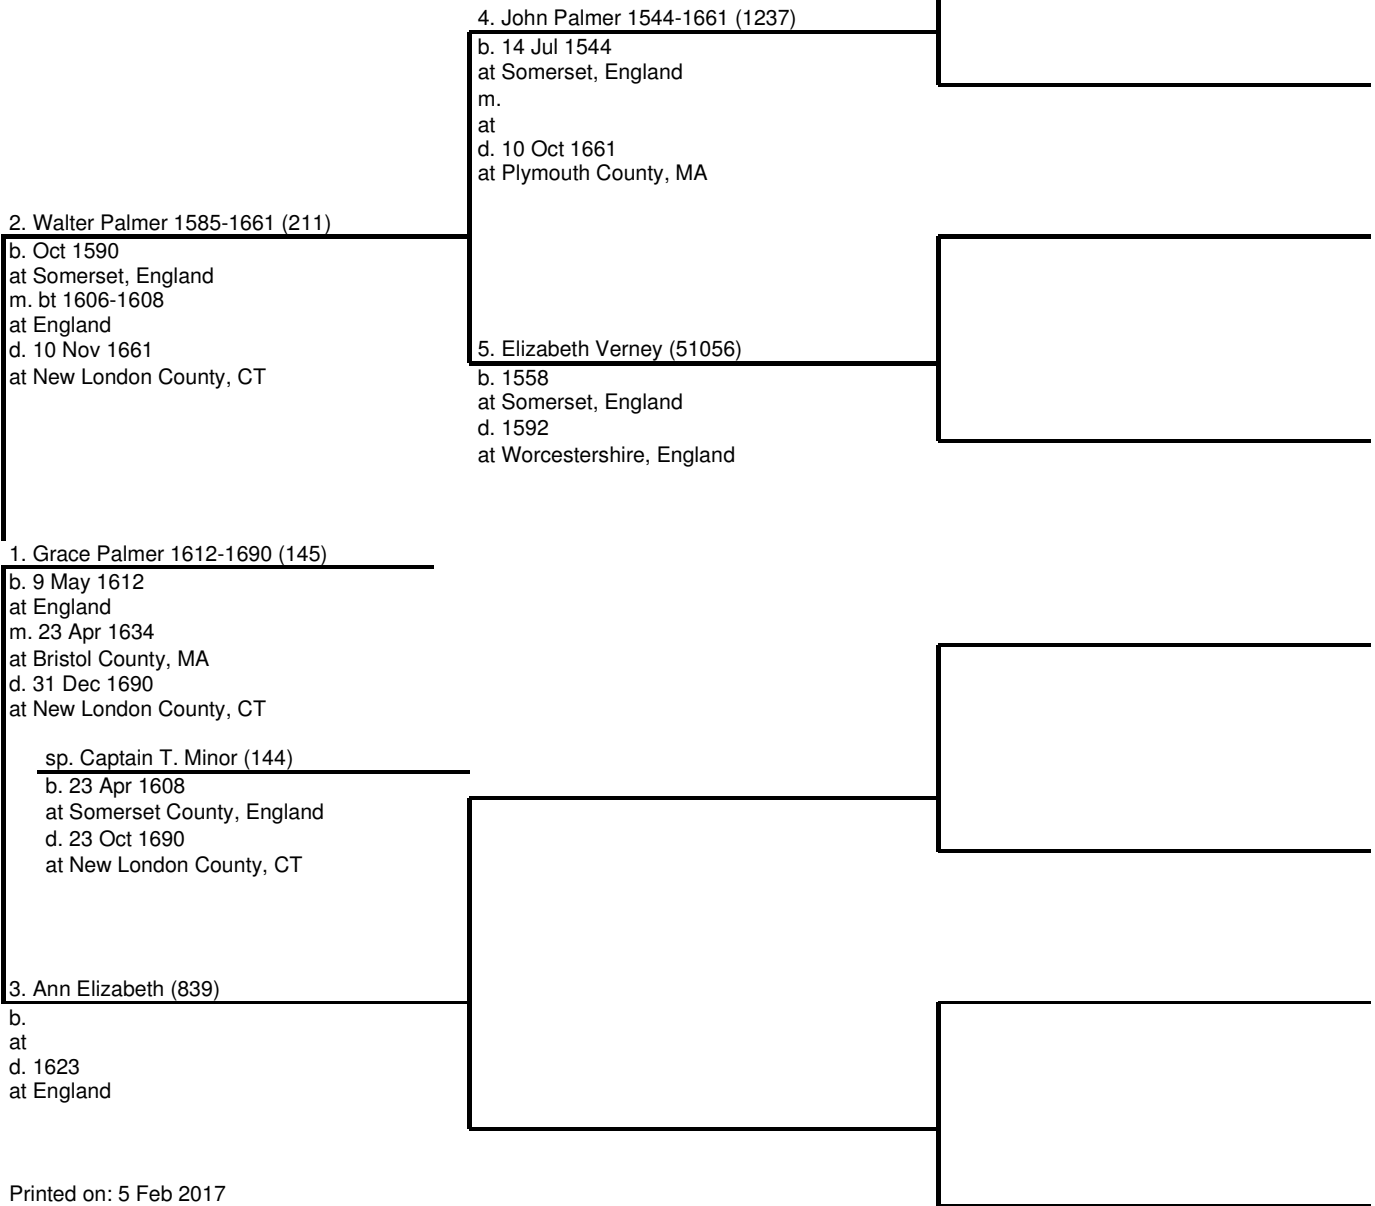 4. John Palmer 1544-1661 (1237)
b. 14 Jul 1544
at Somerset, England
m.
at
d. 10 Oct 1661
at Plymouth County, MA
2. Walter Palmer 1585-1661 (211)
b. Oct 1590
at Somerset, England
m. bt 1606-1608
at England
d. 10 Nov 1661
at New London County, CT
5. Elizabeth Verney (51056)
b. 1558
at Somerset, England
d. 1592
at Worcestershire, England
1. Grace Palmer 1612-1690 (145)
b. 9 May 1612
at England
m. 23 Apr 1634
at Bristol County, MA
d. 31 Dec 1690
at New London County, CT
sp. Captain T. Minor (144)
b. 23 Apr 1608
at Somerset County, England
d. 23 Oct 1690
at New London County, CT
3. Ann Elizabeth (839)
b.
at
d. 1623
at England
Printed on: 5 Feb 2017